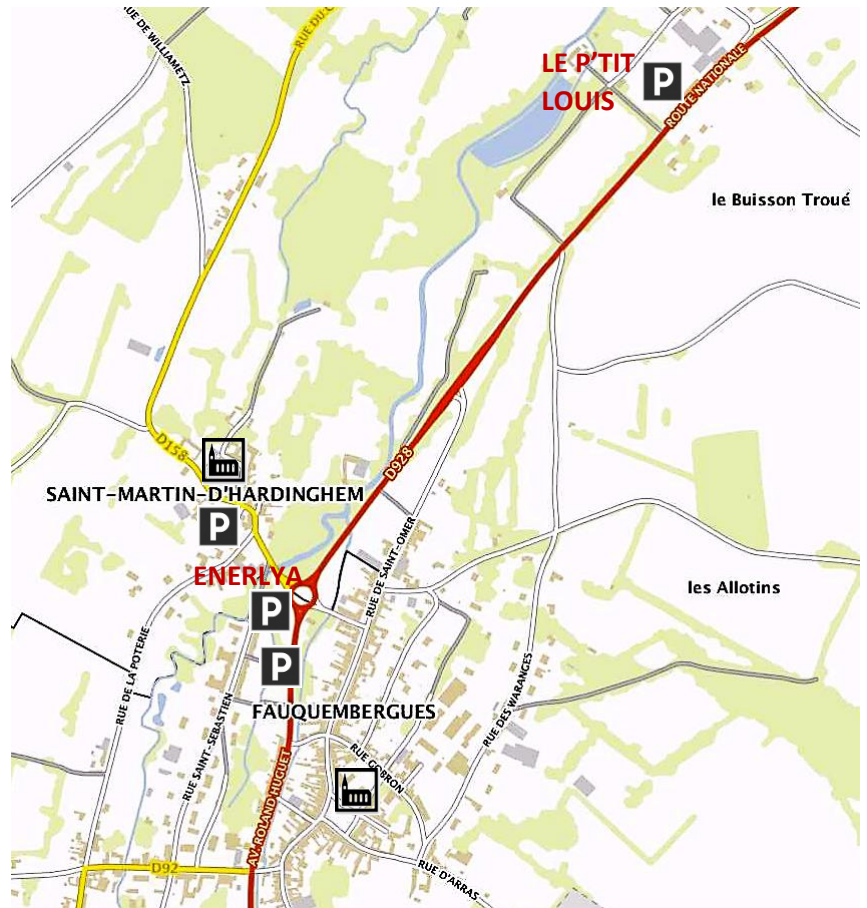 RUE DE WILLIAMETZ
RUE DU
LE P'TIT
LOUIS
P
ROUTE NATIONALE
le Buisson Troué
D158
D928
SAINT-MARTIN-D'HARDINGHEM
P
RUE DE SAINT-OMER
ENERLYA
P
les Allotins
RUE DE LA POTERIE
P
RUE DES WARANGES
FAUQUEMBERGUES
RUE SAINT-SEBASTIEN
RUE GOBRON
AV. ROLAND HUGUET
D92
RUE D'ARRAS